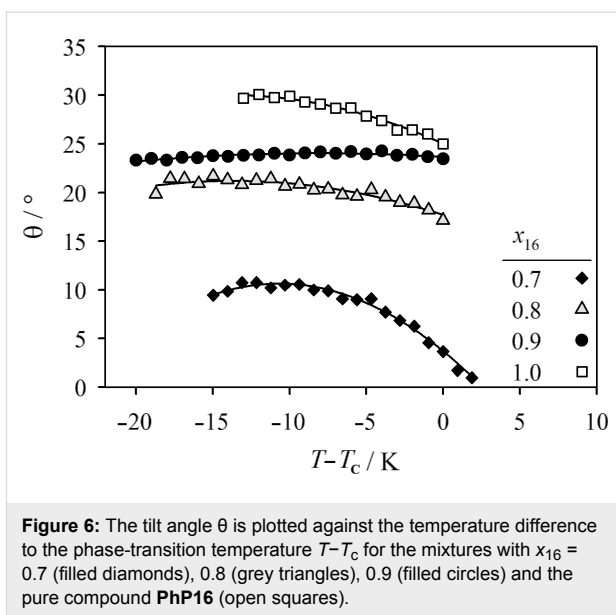 35
30
25
20
15
10
5
0
θ / °
−20 −15 −10 −5 0 5 10
T−Tc / K
x16
0.7
0.8
0.9
1.0
Figure 6: The tilt angle θ is plotted against the temperature difference
to the phase-transition temperature T−Tc for the mixtures with x16 =
0.7 (filled diamonds), 0.8 (grey triangles), 0.9 (filled circles) and the
pure compound PhP16 (open squares).